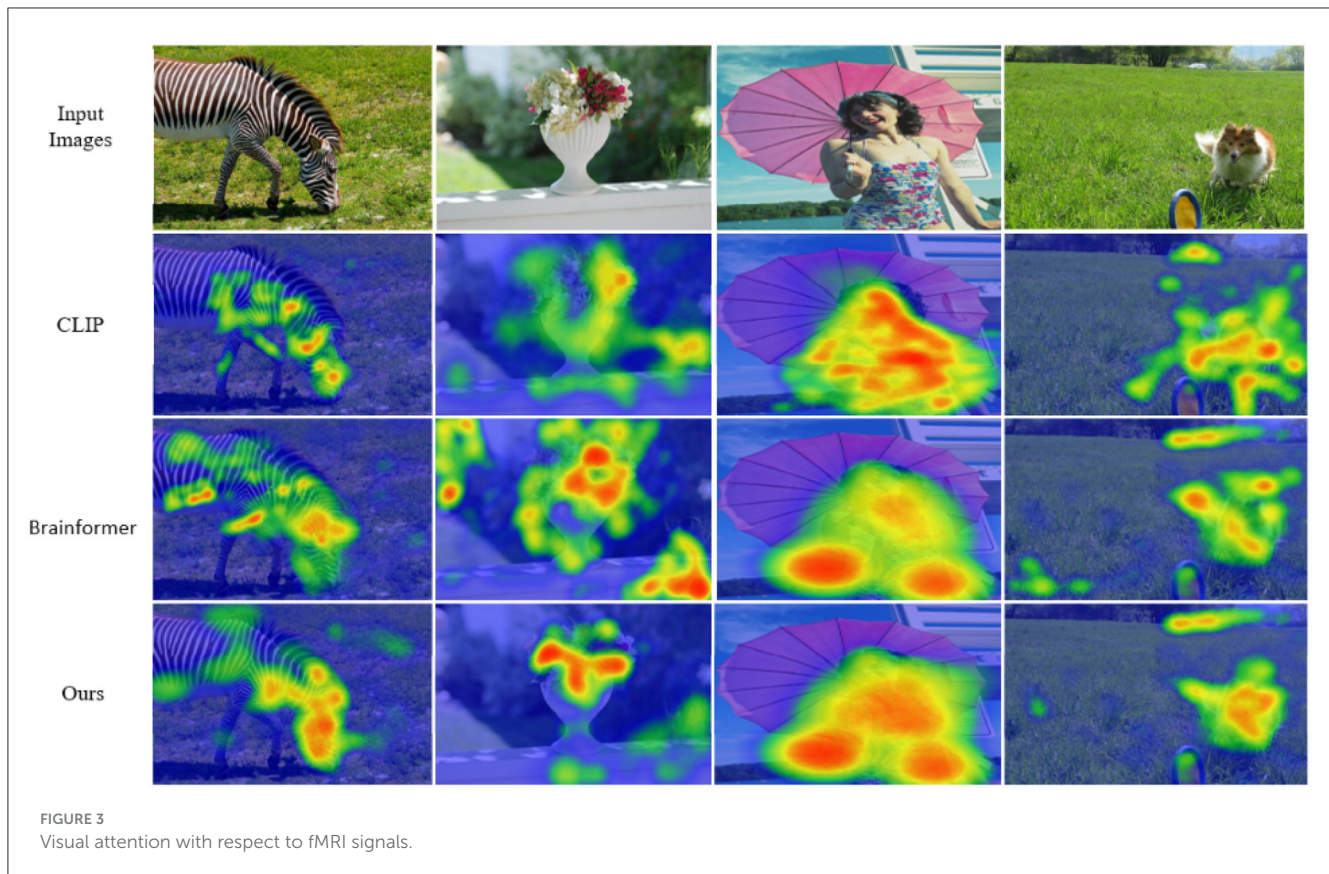 Input
Images
CLIP
Brainformer
Ours
FIGURE 3
Visual attention with respect to fMRI signals.